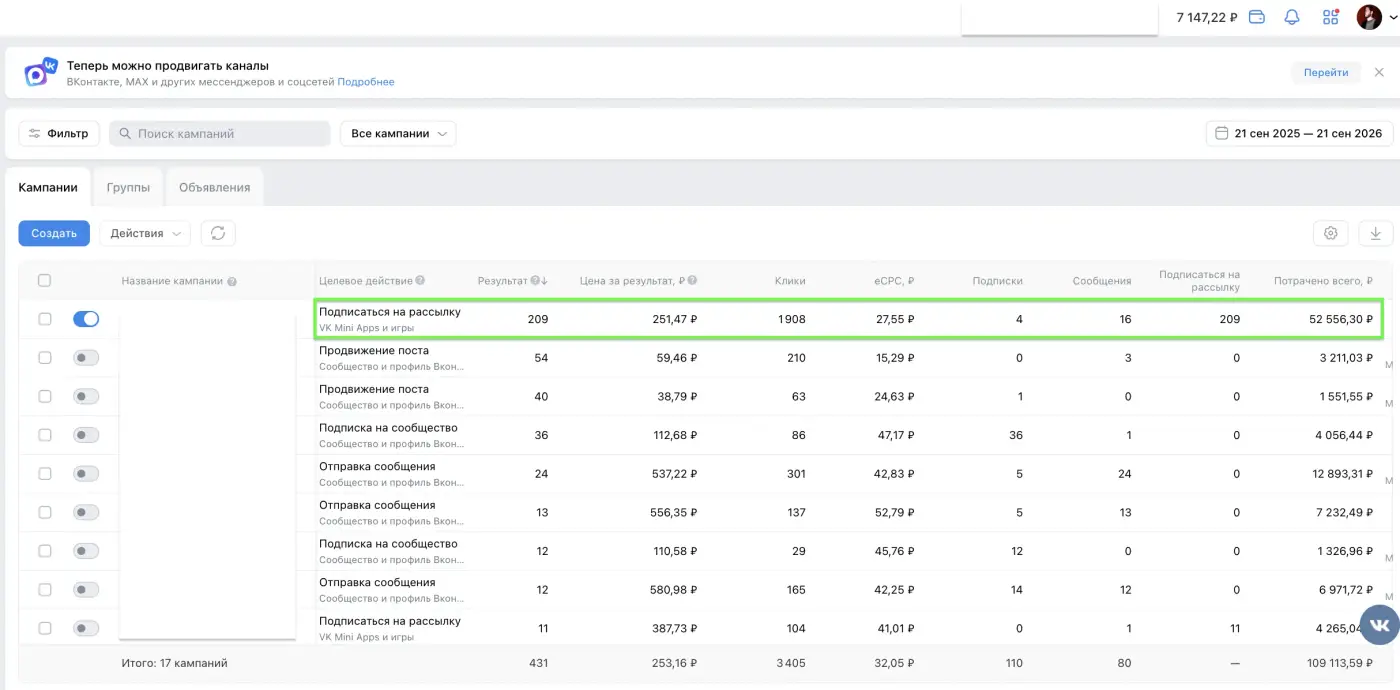 7 147,22 ₽
Теперь можно продвигать каналы
ВКонтакте, MAX и других мессенджеров и соцсетей Подробнее
Перейти
Фильтр
Поиск кампаний
Все кампании
21 сен 2025 — 21 сен 2026
Кампании Группы Объявления
Создать Действия
Название кампании Целевое действие Результат Цена за результат, ₽ Клики eCPC, ₽ Подписки Сообщения Подписаться на рассылку Потрачено всего, ₽
Подписаться на рассылку 209 251,47 ₽ 1 908 27,55 ₽ 4 16 209 52 556,30 ₽
VK Mini Apps и игры
Продвижение поста 54 59,46 ₽ 210 15,29 ₽ 0 3 0 3 211,03 ₽
Сообщество и профиль Вкон... М
Продвижение поста 40 38,79 ₽ 63 24,63 ₽ 1 0 0 1 551,55 ₽
Сообщество и профиль Вкон... М
Подписка на сообщество 36 112,68 ₽ 86 47,17 ₽ 36 1 0 4 056,44 ₽
Сообщество и профиль Вкон...
Отправка сообщения 24 537,22 ₽ 301 42,83 ₽ 5 24 0 12 893,31 ₽
Сообщество и профиль Вкон... М
Отправка сообщения 13 556,35 ₽ 137 52,79 ₽ 5 13 0 7 232,49 ₽
Сообщество и профиль Вкон...
Подписка на сообщество 12 110,58 ₽ 29 45,76 ₽ 12 0 0 1 326,96 ₽
Сообщество и профиль Вкон... М
Отправка сообщения 12 580,98 ₽ 165 42,25 ₽ 14 12 0 6 971,72 ₽
Сообщество и профиль Вкон... М
Подписаться на рассылку 11 387,73 ₽ 104 41,01 ₽ 0 1 11 4 265,04
VK Mini Apps и игры
Итого: 17 кампаний 431 253,16 ₽ 3 405 32,05 ₽ 110 80 — 109 113,59 ₽